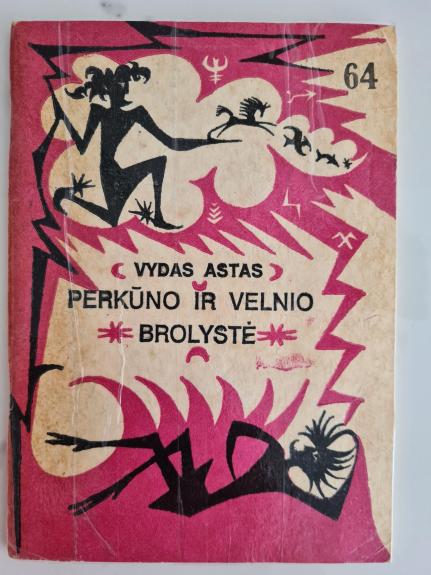 64
VYDAS ASTAS
PERKŪNO IR VELNIO
BROLYSTĖ